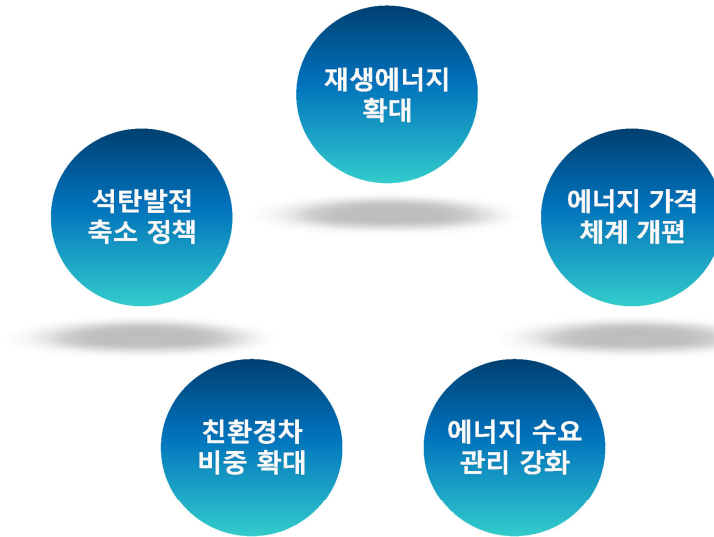 재생에너지
확대
석탄발전
축소 정책
에너지 가격
체계 개편
친환경차
비중 확대
에너지 수요
관리 강화